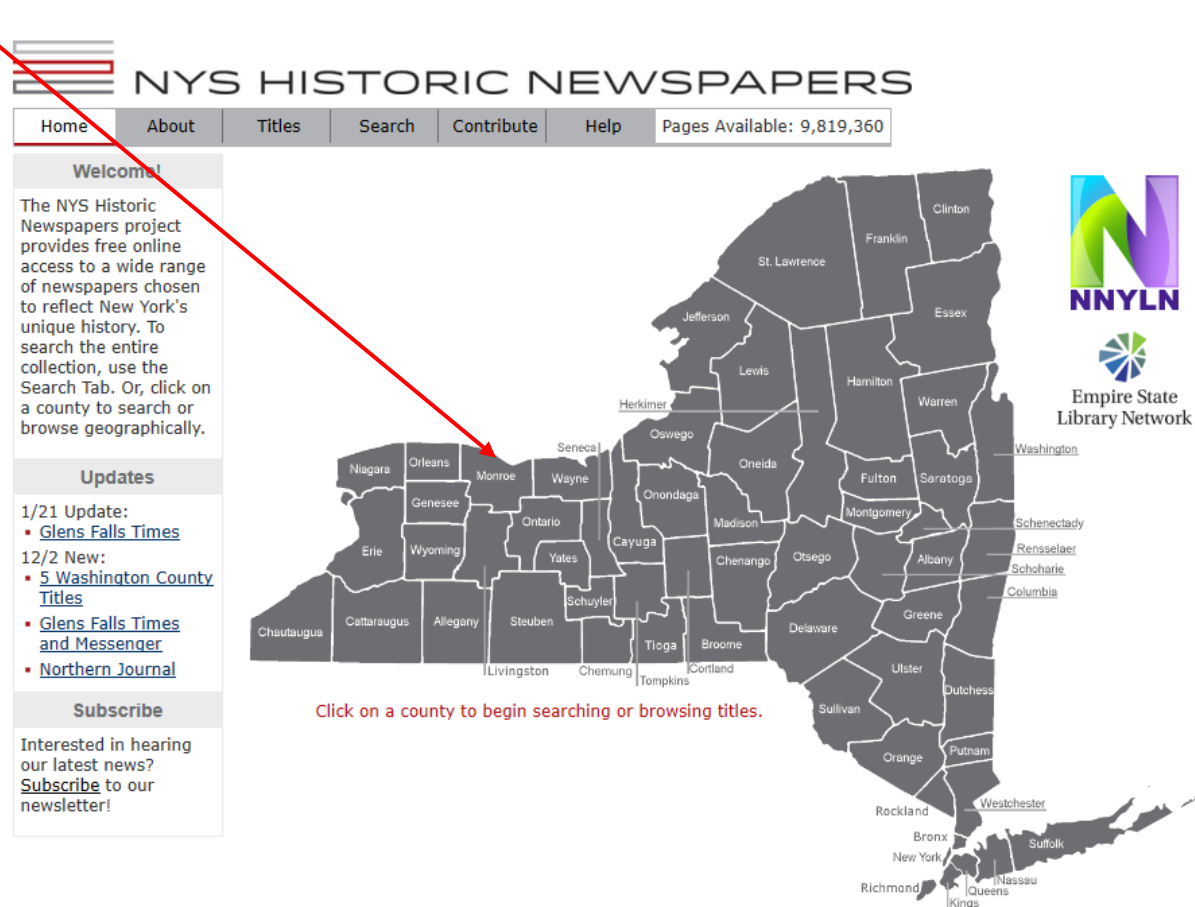 NYS HISTORIC NEWSPAPERS
Home About Titles Search Contribute Help Pages Available: 9,819,360
Welcome!
The NYS Historic
Newspapers project
provides free online
access to a wide range
of newspapers chosen
to reflect New York's
unique history. To
search the entire
collection, use the
Search Tab. Or, click on
a county to search or
browse geographically.
Updates
1/21 Update:
Glens Falls Times
12/2 New:
5 Washington County
Titles
Glens Falls Times
and Messenger
Northern Journal
Subscribe
Interested in hearing
our latest news?
Subscribe to our
newsletter!
Clinton
Franklin
St. Lawrence
Essex
Jefferson
Lewis
Hamilton
Warren
Herkimer
Oswego
Washington
Seneca
Oneida
Niagara
Orleans
Monroe
Wayne
Fulton
Saratoga
Onondaga
Genesee
Montgomery
Ontario
Madison
Schenectady
Cayuga
Erie
Wyoming
Yates
Chenango
Otsego
Albany
Rensselaer
Schoharie
Columbia
Schuyler
Chautaugua
Cattaraugus
Allegany
Steuben
Greene
Delaware
Tioga
Broome
Livingston
Chemung
Tompkins
Cortland
Ulster
Dutchess
Sullivan
Putnam
Orange
Rockland
Westchester
Bronx
New York
Suffolk
Nassau
Queens
Richmond
Kings
Click on a county to begin searching or browsing titles.
NNYLN
Empire State
Library Network